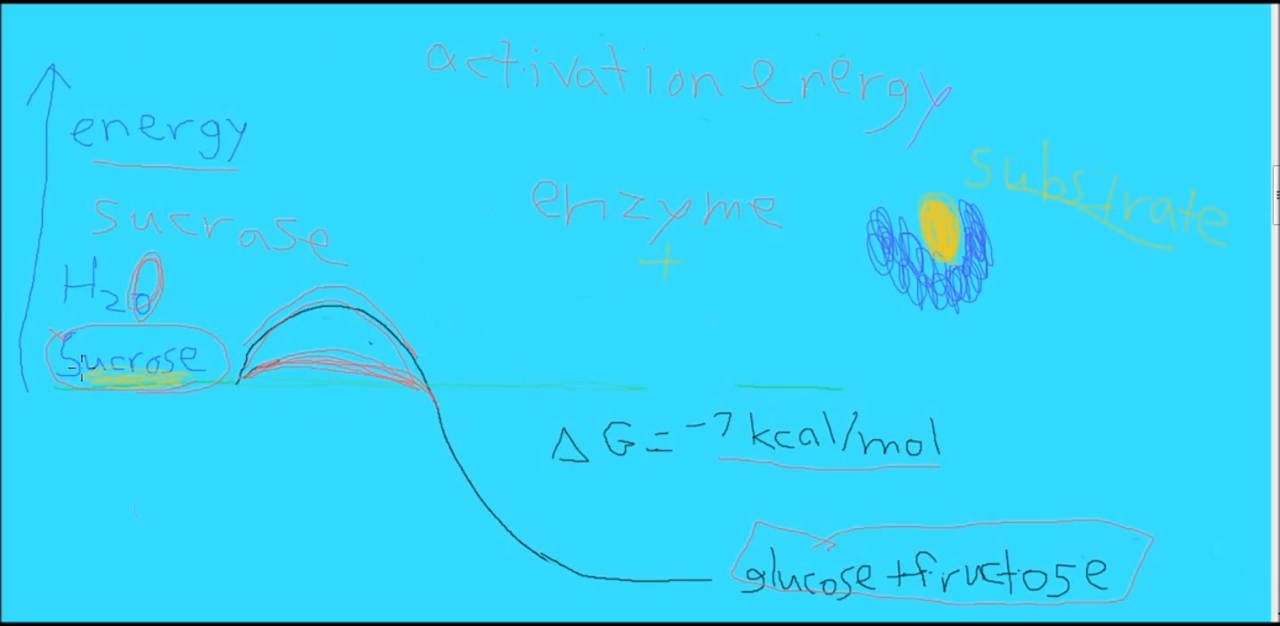 activation energy
energy
substrate
enzyme
+
sucrase
H2O
Sucrose
ΔG = -7 kcal/mol
glucose + fructose